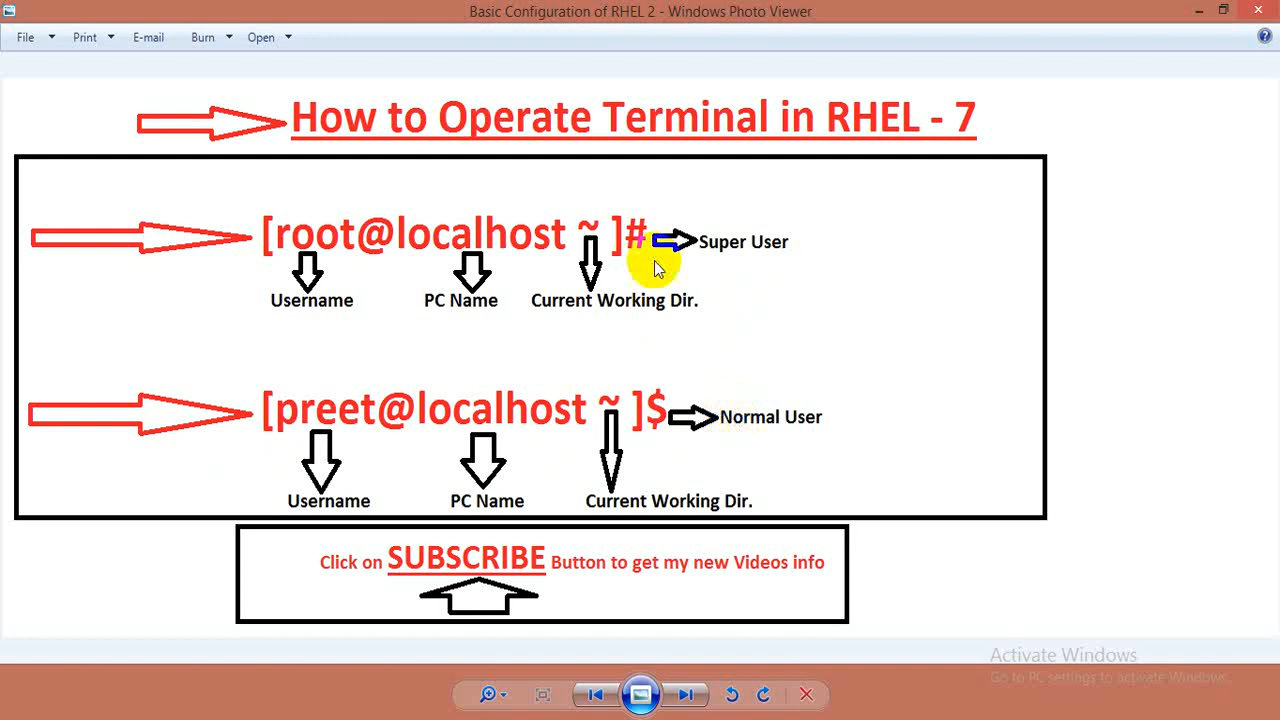 Basic Configuration of RHEL 2 - Windows Photo Viewer
File Print E-mail Burn Open
How to Operate Terminal in RHEL - 7
[root@localhost ~ ]# Super User
Username PC Name Current Working Dir.
[preet@localhost ~ ]$ Normal User
Username PC Name Current Working Dir.
Click on SUBSCRIBE Button to get my new Videos info
Activate Windows
Go to PC settings to activate Windows.